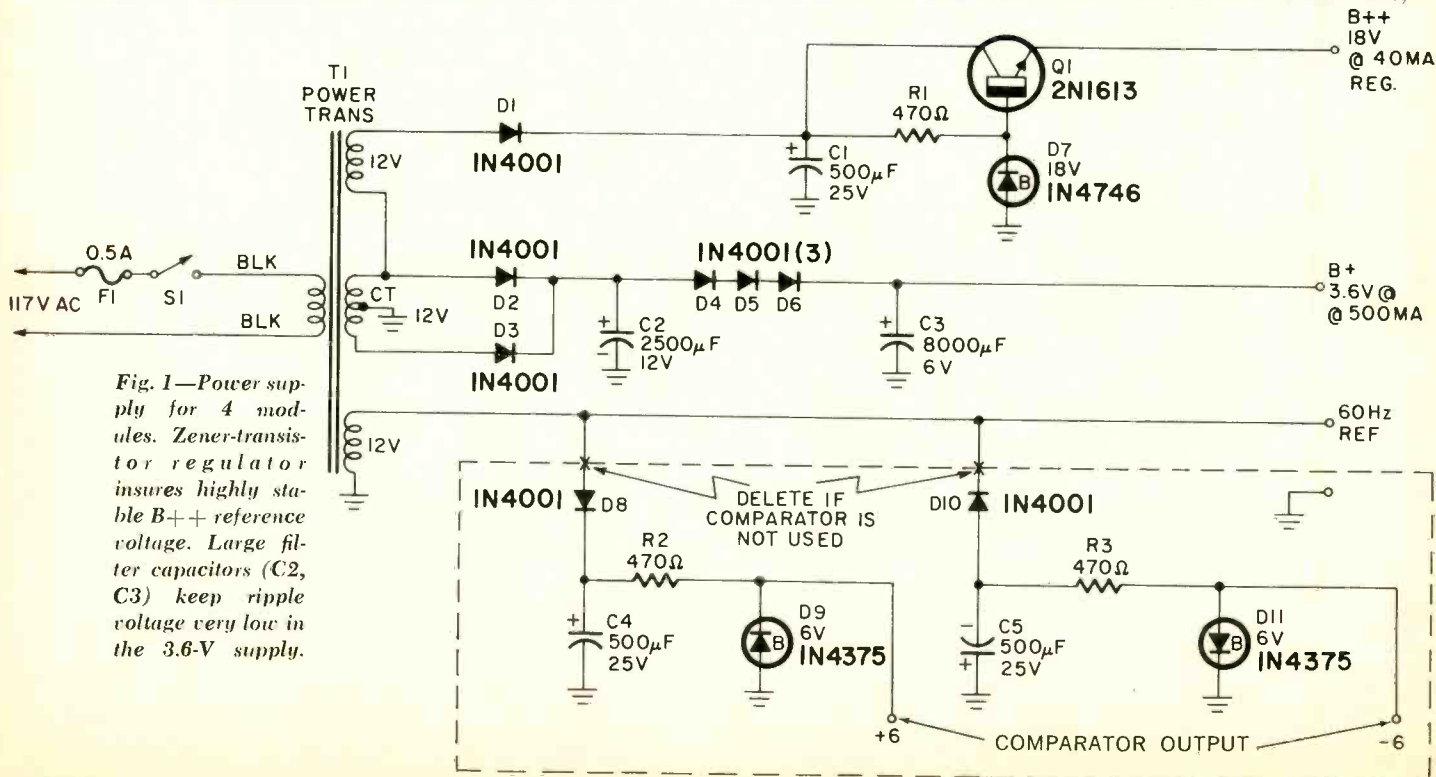 B++
18V
@ 40MA
REG.
T1
POWER
TRANS
D1
1N4001
12V
Q1
2N1613
R1
470Ω
+ C1
500µF
25V
D7
18V
B
1N4746
0.5A
F1
S1
BLK
117V AC
BLK
CT
12V
1N4001
D2
D3
1N4001
+ C2
2500µF
- 12V
1N4001(3)
D4 D5 D6
+ C3
8000µF
6V
B+
3.6V @
@ 500MA
Fig. 1—Power sup-
ply for 4 mod-
ules. Zener-transis-
tor regulator
insures highly sta-
ble B++ reference
voltage. Large fil-
ter capacitors (C2,
C3) keep ripple
voltage very low in
the 3.6-V supply.
12V
60Hz
REF
1N4001 D8
DELETE IF
COMPARATOR IS
NOT USED
D10 1N4001
R2
470Ω
+ C4
500µF
25V
D9
6V
B
1N4375
R3
470Ω
- C5
500µF
+ 25V
D11
6V
B
1N4375
+6
COMPARATOR OUTPUT
-6